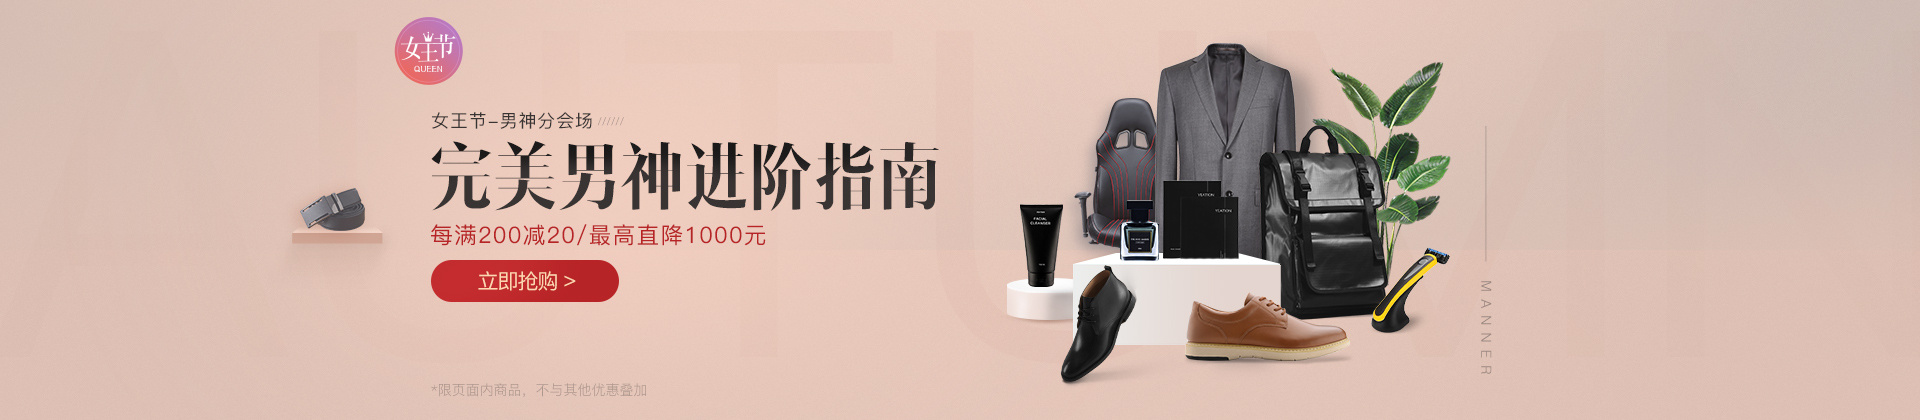 女王节
QUEEN
女王节-男神分会场
完美男神进阶指南
每满200减20/最高直降1000元
立即抢购 >
*限页面内商品，不与其他优惠叠加
FACIAL
CLEANSER
YEATION
YEATION
MANNER